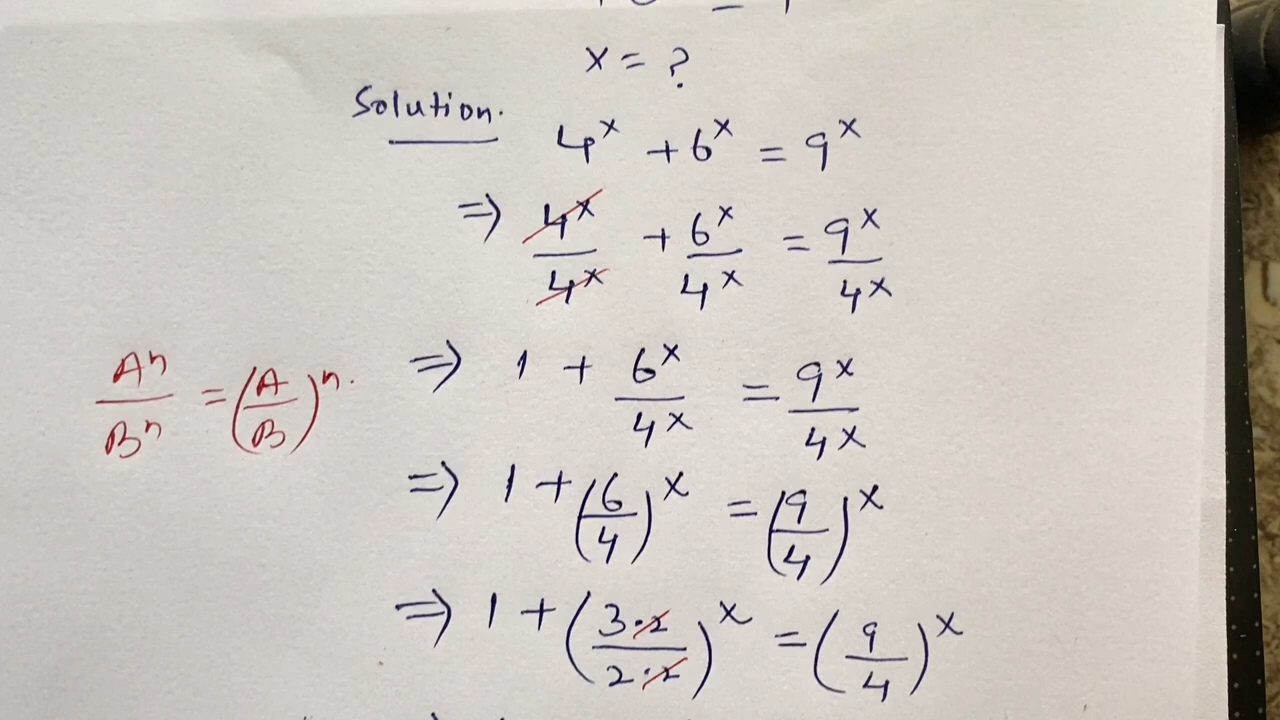 x = ?
Solution.
4^x + 6^x = 9^x
⇒ 4^x/4^x + 6^x/4^x = 9^x/4^x
A^n/B^n = (A/B)^n.
⇒ 1 + 6^x/4^x = 9^x/4^x
⇒ 1 + (6/4)^x = (9/4)^x
⇒ 1 + (3·2/2·2)^x = (9/4)^x